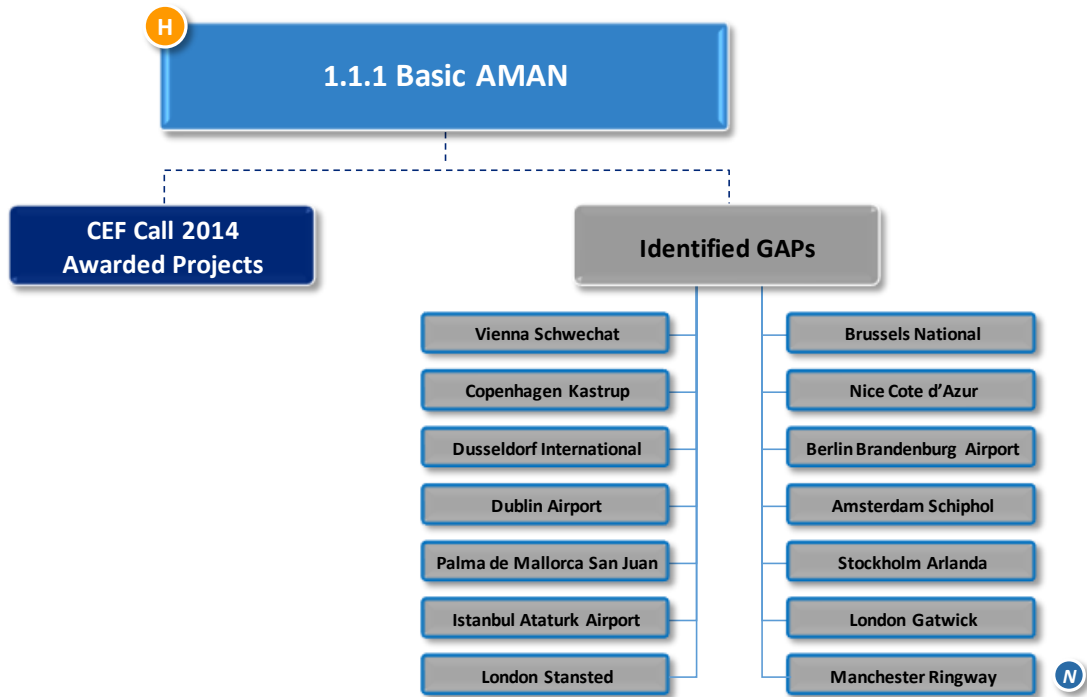 H
1.1.1 Basic AMAN
CEF Call 2014
Awarded Projects
Identified GAPs
Vienna Schwechat
Brussels National
Copenhagen Kastrup
Nice Cote d’Azur
Dusseldorf International
Berlin Brandenburg Airport
Dublin Airport
Amsterdam Schiphol
Palma de Mallorca San Juan
Stockholm Arlanda
Istanbul Ataturk Airport
London Gatwick
London Stansted
Manchester Ringway
N